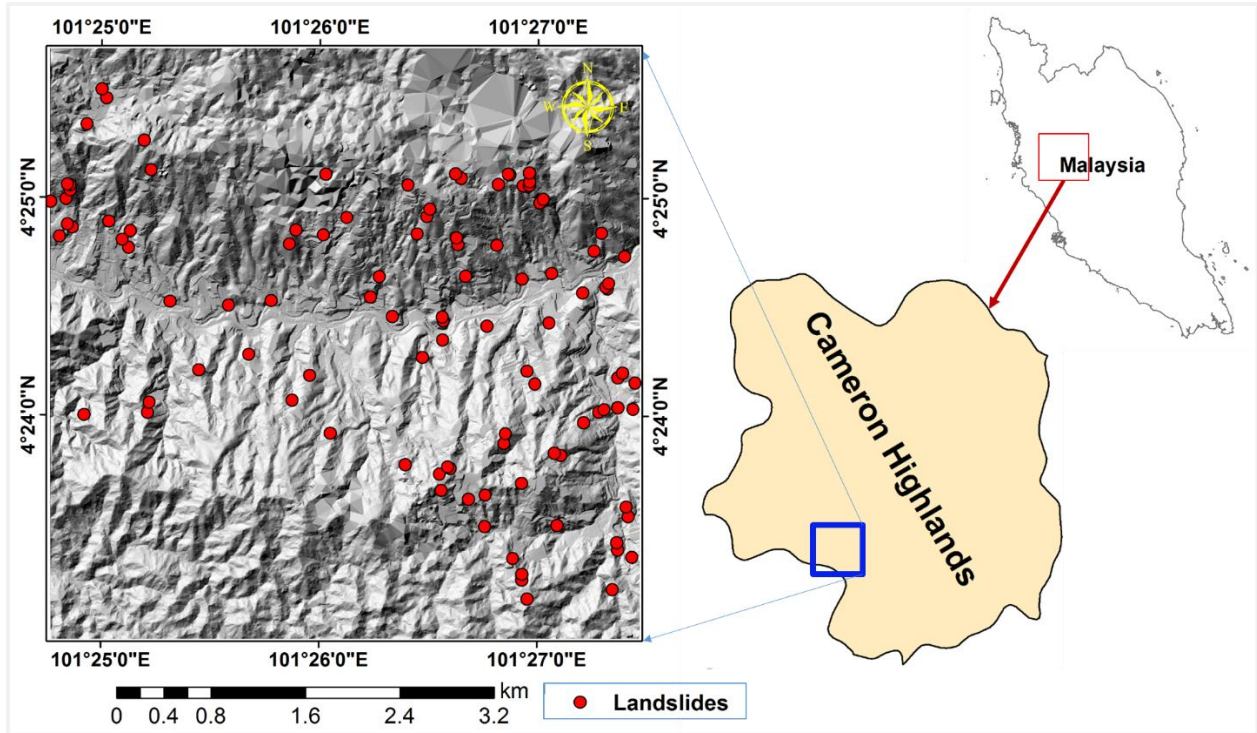 101°25'0"E 101°26'0"E 101°27'0"E
N
W E
S
4°25'0"N 4°25'0"N
4°24'0"N 4°24'0"N
101°25'0"E 101°26'0"E 101°27'0"E
km
0 0.4 0.8 1.6 2.4 3.2
Landslides
Malaysia
Cameron Highlands